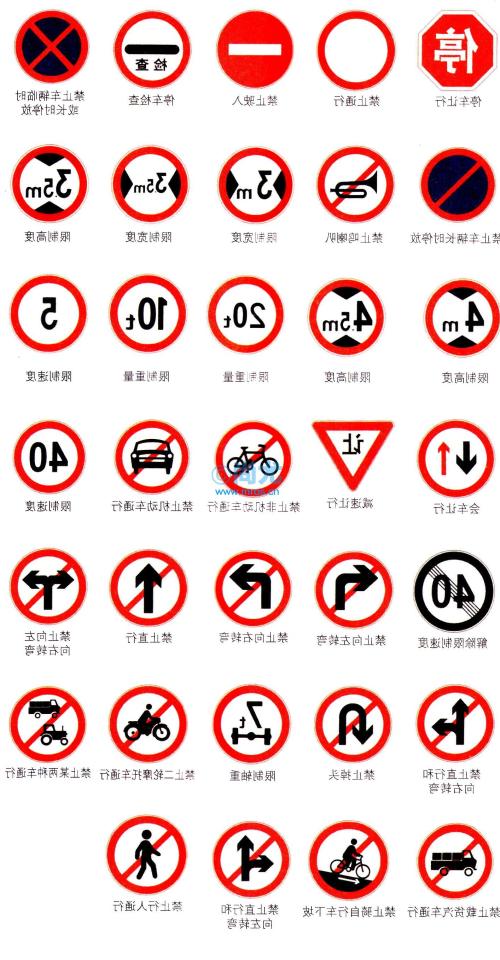 停
检查
停车让行
禁止通行
禁止驶入
停车检查
禁止车辆临时
或长时停放
3m
3.5m
3.5m
禁止车辆长时停放
禁止鸣喇叭
限制宽度
限制宽度
限制高度
4m
4.5m
20t
10t
5
限制高度
限制高度
限制重量
限制重量
限制速度
让
40
会车让行
减速让行
禁止非机动车通行
禁止机动车通行
限制速度
40
解除限制速度
禁止向左转弯
禁止向右转弯
禁止直行
禁止向左
向右转弯
7t
禁止直行和
向右转弯
禁止掉头
限制轴重
禁止二轮摩托车通行
禁止某两种车通行
禁止载货汽车通行
禁止骑自行车下坡
禁止直行和
向左转弯
禁止行人通行